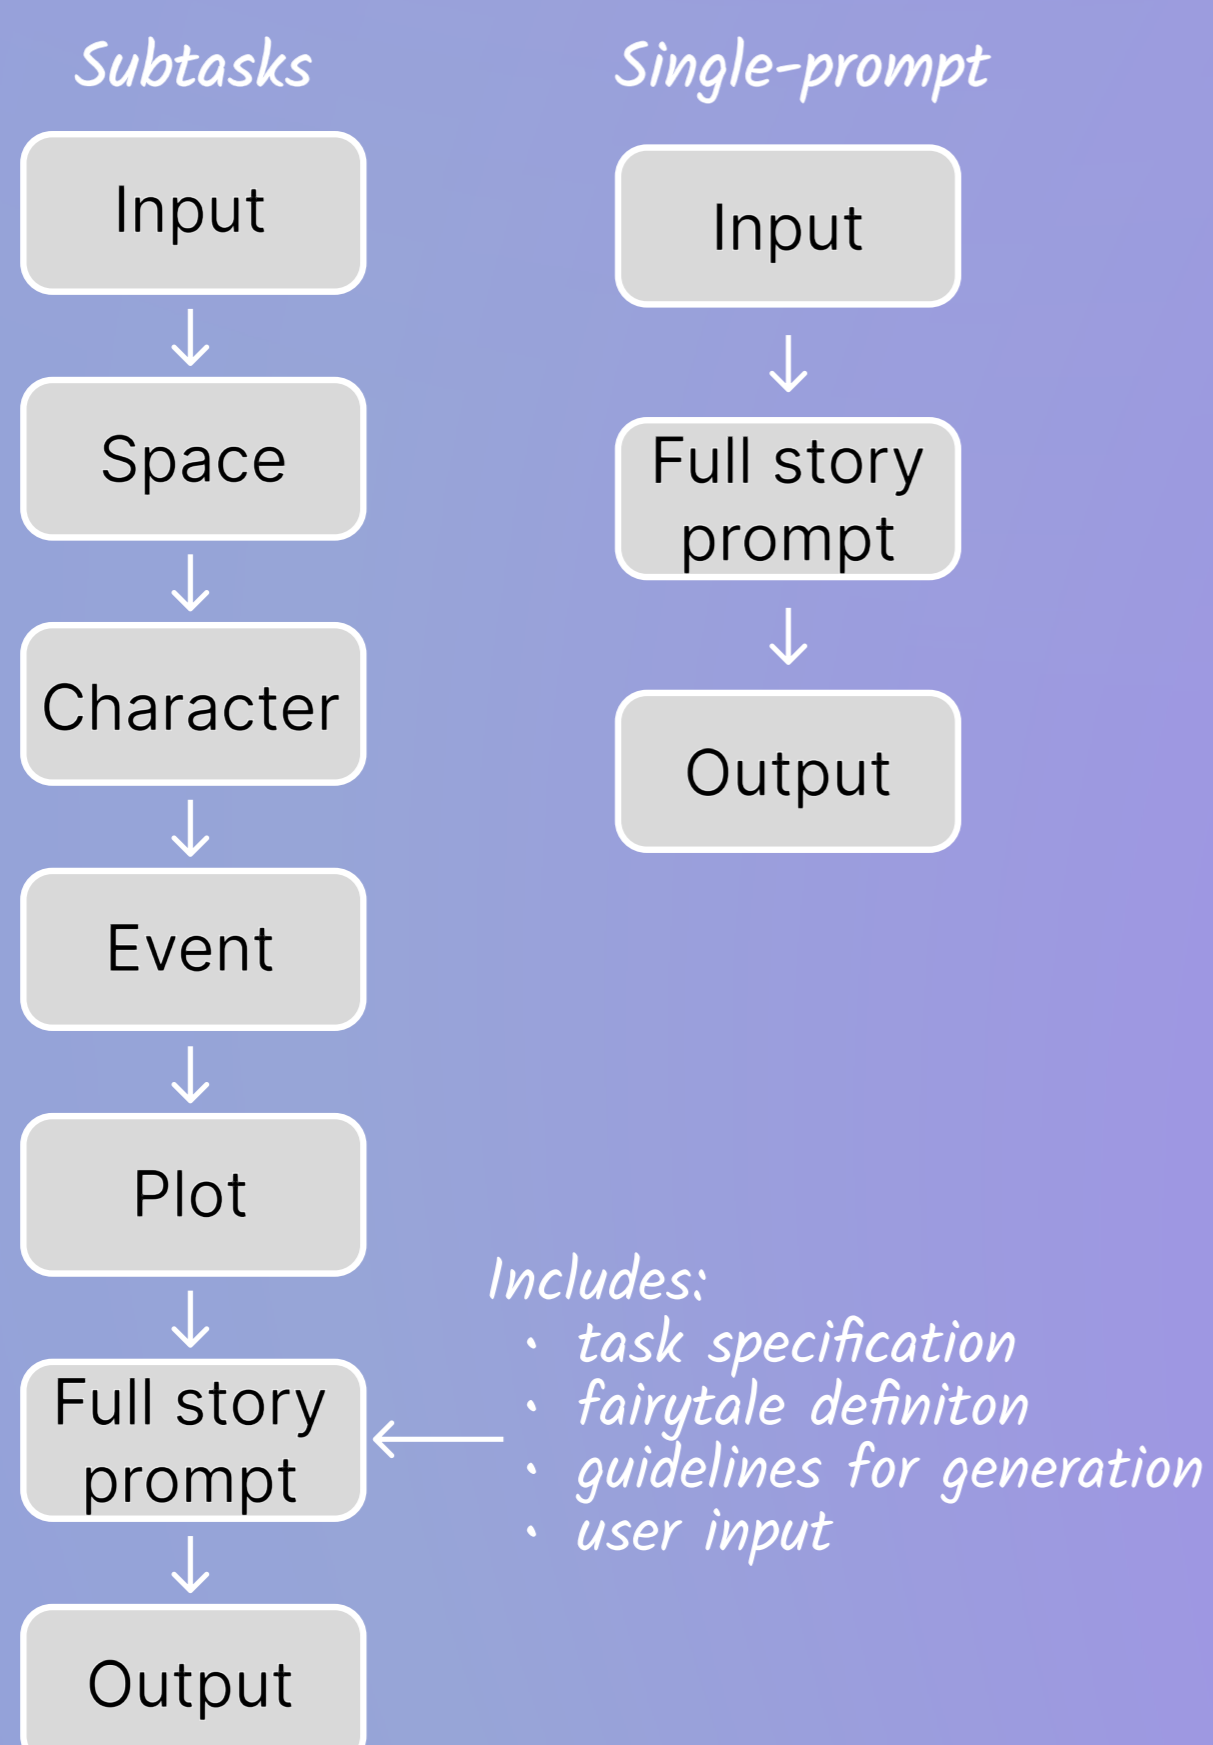 Subtasks
Input
Space
Character
Event
Plot
Full story
prompt
Output
Single-prompt
Input
Full story
prompt
Output
Includes:
· task specification
· fairytale definiton
· guidelines for generation
· user input